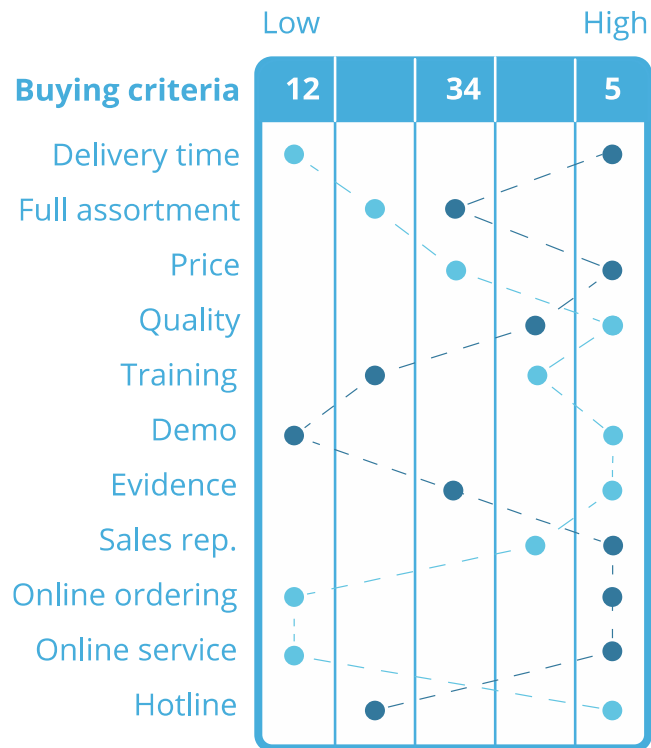 Low High
Buying criteria 12 34 5
Delivery time
Full assortment
Price
Quality
Training
Demo
Evidence
Sales rep.
Online ordering
Online service
Hotline